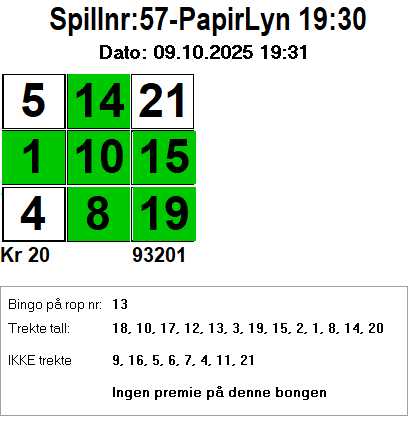 Spillnr:57-PapirLyn 19:30
Dato: 09.10.2025 19:31
5 14 21
1 10 15
4 8 19
Kr 20 93201
Bingo på rop nr: 13
Trekte tall: 18, 10, 17, 12, 13, 3, 19, 15, 2, 1, 8, 14, 20
IKKE trekte 9, 16, 5, 6, 7, 4, 11, 21
Ingen premie på denne bongen